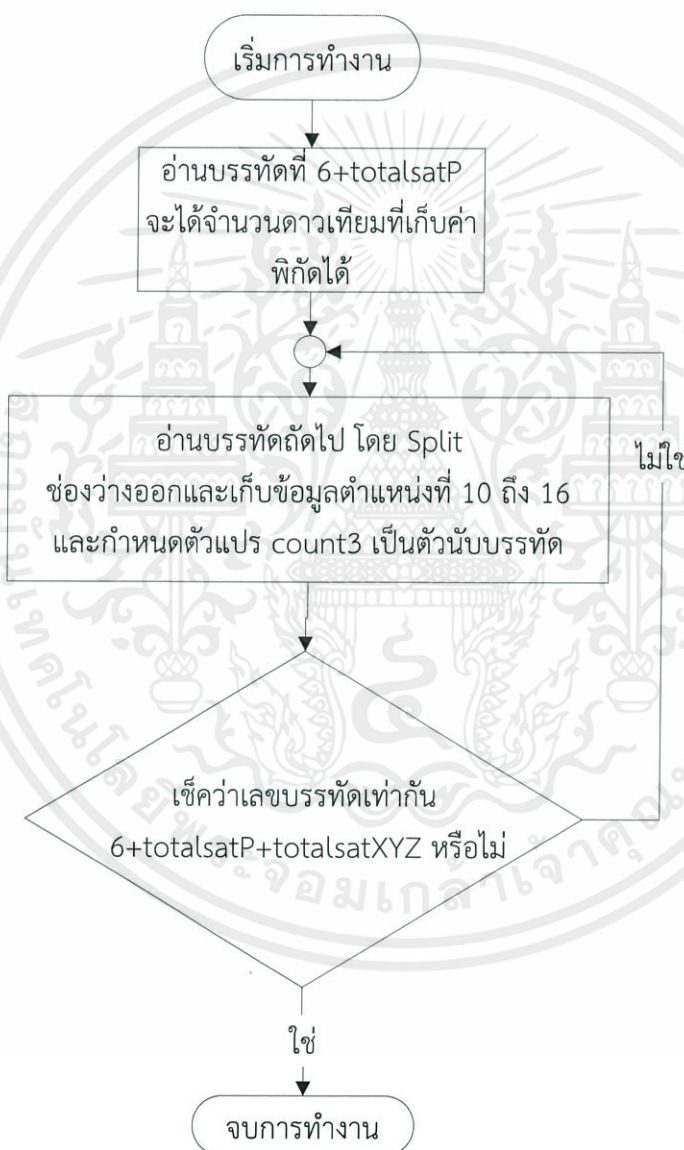 เริ่มการทำงาน
อ่านบรรทัดที่ 6+totalsatP
จะได้จำนวนดาวเทียมที่เก็บค่า
พิกัดได้
อ่านบรรทัดถัดไป โดย Split
ช่องว่างออกและเก็บข้อมูลตำแหน่งที่ 10 ถึง 16
และกำหนดตัวแปร count3 เป็นตัวนับบรรทัด
ไม่ใช
เช็คว่าเลขบรรทัดเท่ากัน
6+totalsatP+totalsatXYZ หรือไม่
ใช่
จบการทำงาน